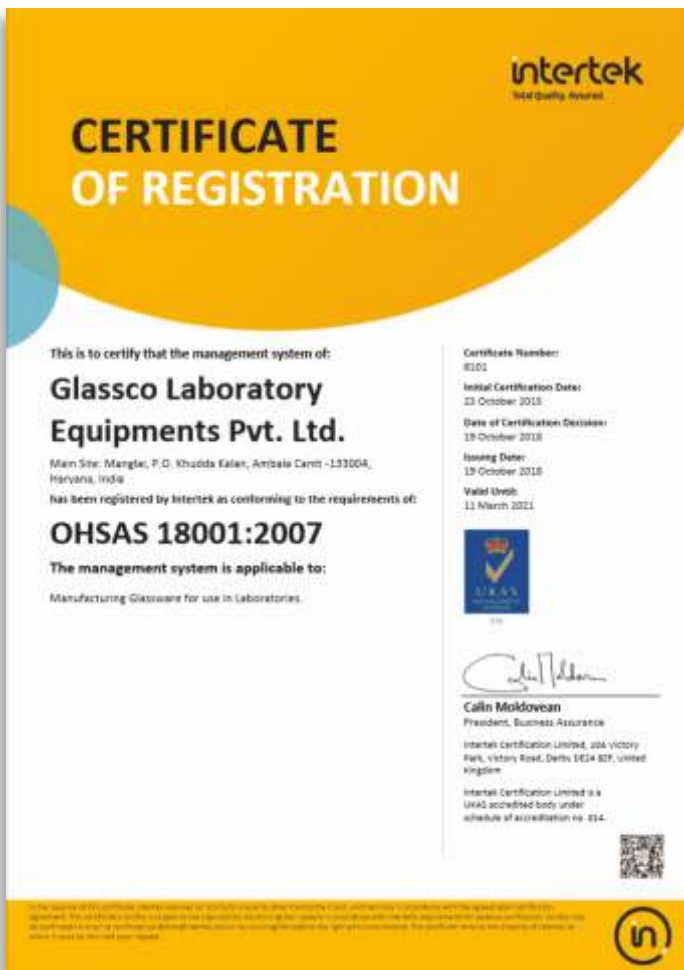 intertek
Total Quality. Assured.
CERTIFICATE
OF REGISTRATION
This is to certify that the management system of:
Glassco Laboratory
Equipments Pvt. Ltd.
Main Site: Manglai, P.O. Khudda Kalan, Ambala Cantt -133004,
Haryana, India
has been registered by Intertek as conforming to the requirements of:
OHSAS 18001:2007
The management system is applicable to:
Manufacturing Glassware for use in Laboratories.
Certificate Number:
8101
Initial Certification Date:
23 October 2015
Date of Certification Decision:
19 October 2018
Issuing Date:
19 October 2018
Valid Until:
11 March 2021
UKAS
Calin Moldovean
President, Business Assurance
Intertek Certification Limited, 10A Victory
Park, Victory Road, Derby DE24 8ZF, United
Kingdom
Intertek Certification Limited is a
UKAS accredited body under
schedule of accreditation no. 014.
in